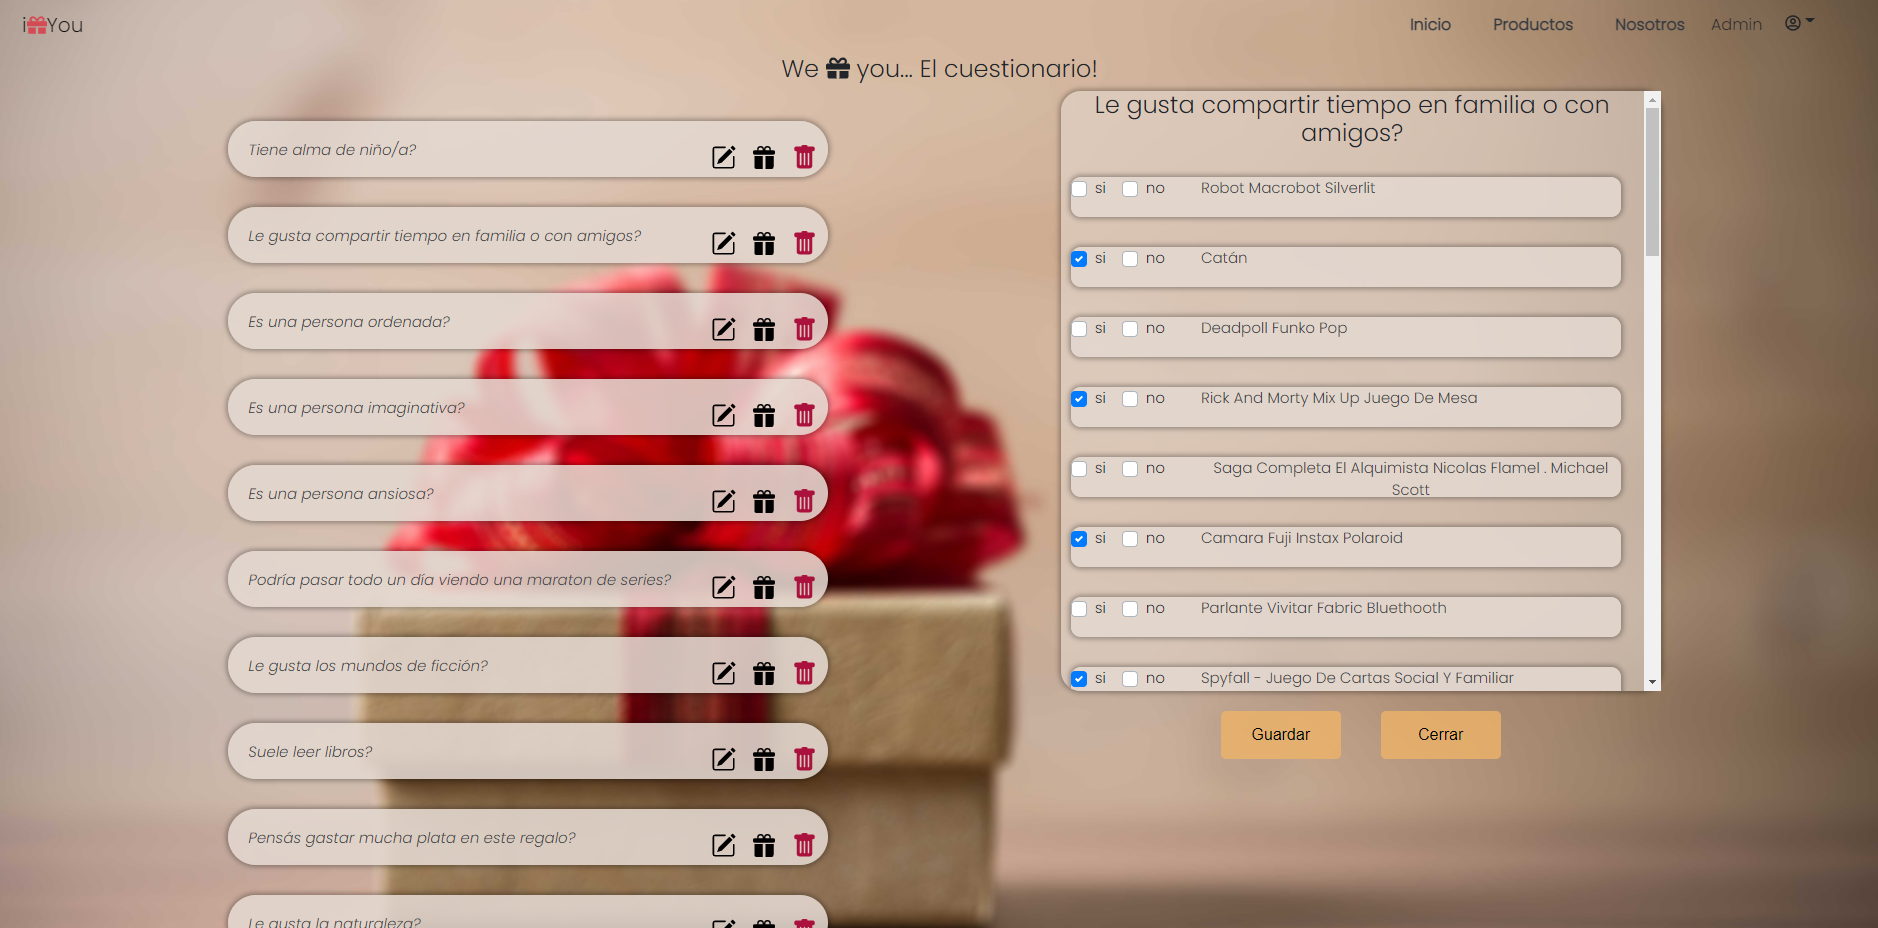 i You
Inicio
Productos
Nosotros
Admin
We you... El cuestionario!
Tiene alma de niño/a?
Le gusta compartir tiempo en familia o con amigos?
Es una persona ordenada?
Es una persona imaginativa?
Es una persona ansiosa?
Podría pasar todo un día viendo una maraton de series?
Le gusta los mundos de ficción?
Suele leer libros?
Pensás gastar mucha plata en este regalo?
Le gusta la naturaleza?
Le gusta compartir tiempo en familia o con
amigos?
si no Robot Macrobot Silverlit
si no Catán
si no Deadpoll Funko Pop
si no Rick And Morty Mix Up Juego De Mesa
si no Saga Completa El Alquimista Nicolas Flamel . Michael
Scott
si no Camara Fuji Instax Polaroid
si no Parlante Vivitar Fabric Bluethooth
si no Spyfall - Juego De Cartas Social Y Familiar
Guardar
Cerrar